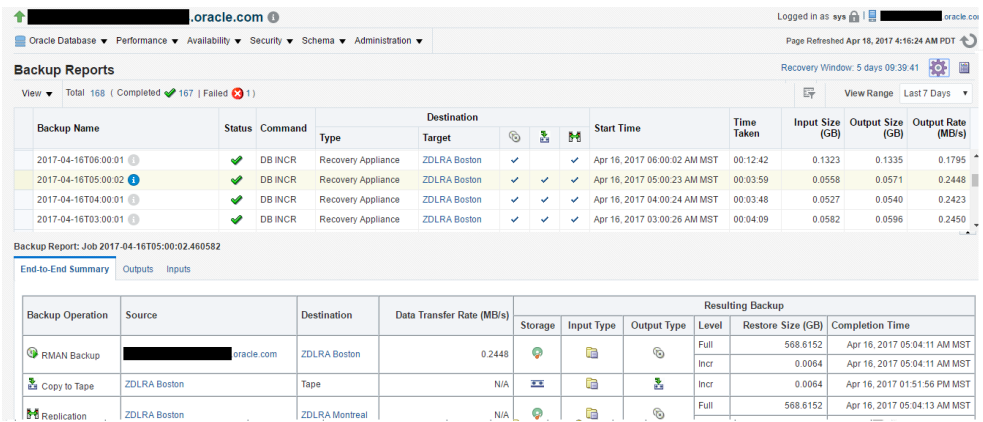 .oracle.com
Logged in as sys
oracle.co
Oracle Database Performance Availability Security Schema Administration
Page Refreshed Apr 18, 2017 4:16:24 AM PDT
Backup Reports
Recovery Window: 5 days 09:39:41
View Total 168 ( Completed 167 | Failed 1 )
View Range Last 7 Days
Backup Name Status Command Destination Start Time Time Taken Input Size (GB) Output Size (GB) Output Rate (MB/s)
Type Target
2017-04-16T06:00:01 DB INCR Recovery Appliance ZDLRA Boston Apr 16, 2017 06:00:02 AM MST 00:12:42 0.1323 0.1335 0.1795
2017-04-16T05:00:02 DB INCR Recovery Appliance ZDLRA Boston Apr 16, 2017 05:00:23 AM MST 00:03:59 0.0558 0.0571 0.2448
2017-04-16T04:00:01 DB INCR Recovery Appliance ZDLRA Boston Apr 16, 2017 04:00:24 AM MST 00:03:48 0.0527 0.0540 0.2423
2017-04-16T03:00:01 DB INCR Recovery Appliance ZDLRA Boston Apr 16, 2017 03:00:26 AM MST 00:04:09 0.0582 0.0596 0.2450
Backup Report: Job 2017-04-16T05:00:02.460582
End-to-End Summary Outputs Inputs
Backup Operation Source Destination Data Transfer Rate (MB/s) Resulting Backup
Storage Input Type Output Type Level Restore Size (GB) Completion Time
RMAN Backup .oracle.com ZDLRA Boston 0.2448 Full 568.6152 Apr 16, 2017 05:04:11 AM MST
Incr 0.0064 Apr 16, 2017 05:04:11 AM MST
Copy to Tape ZDLRA Boston Tape N/A Incr 0.0064 Apr 16, 2017 01:51:56 PM MST
Replication ZDLRA Boston ZDLRA Montreal N/A Full 568.6152 Apr 16, 2017 05:04:13 AM MST